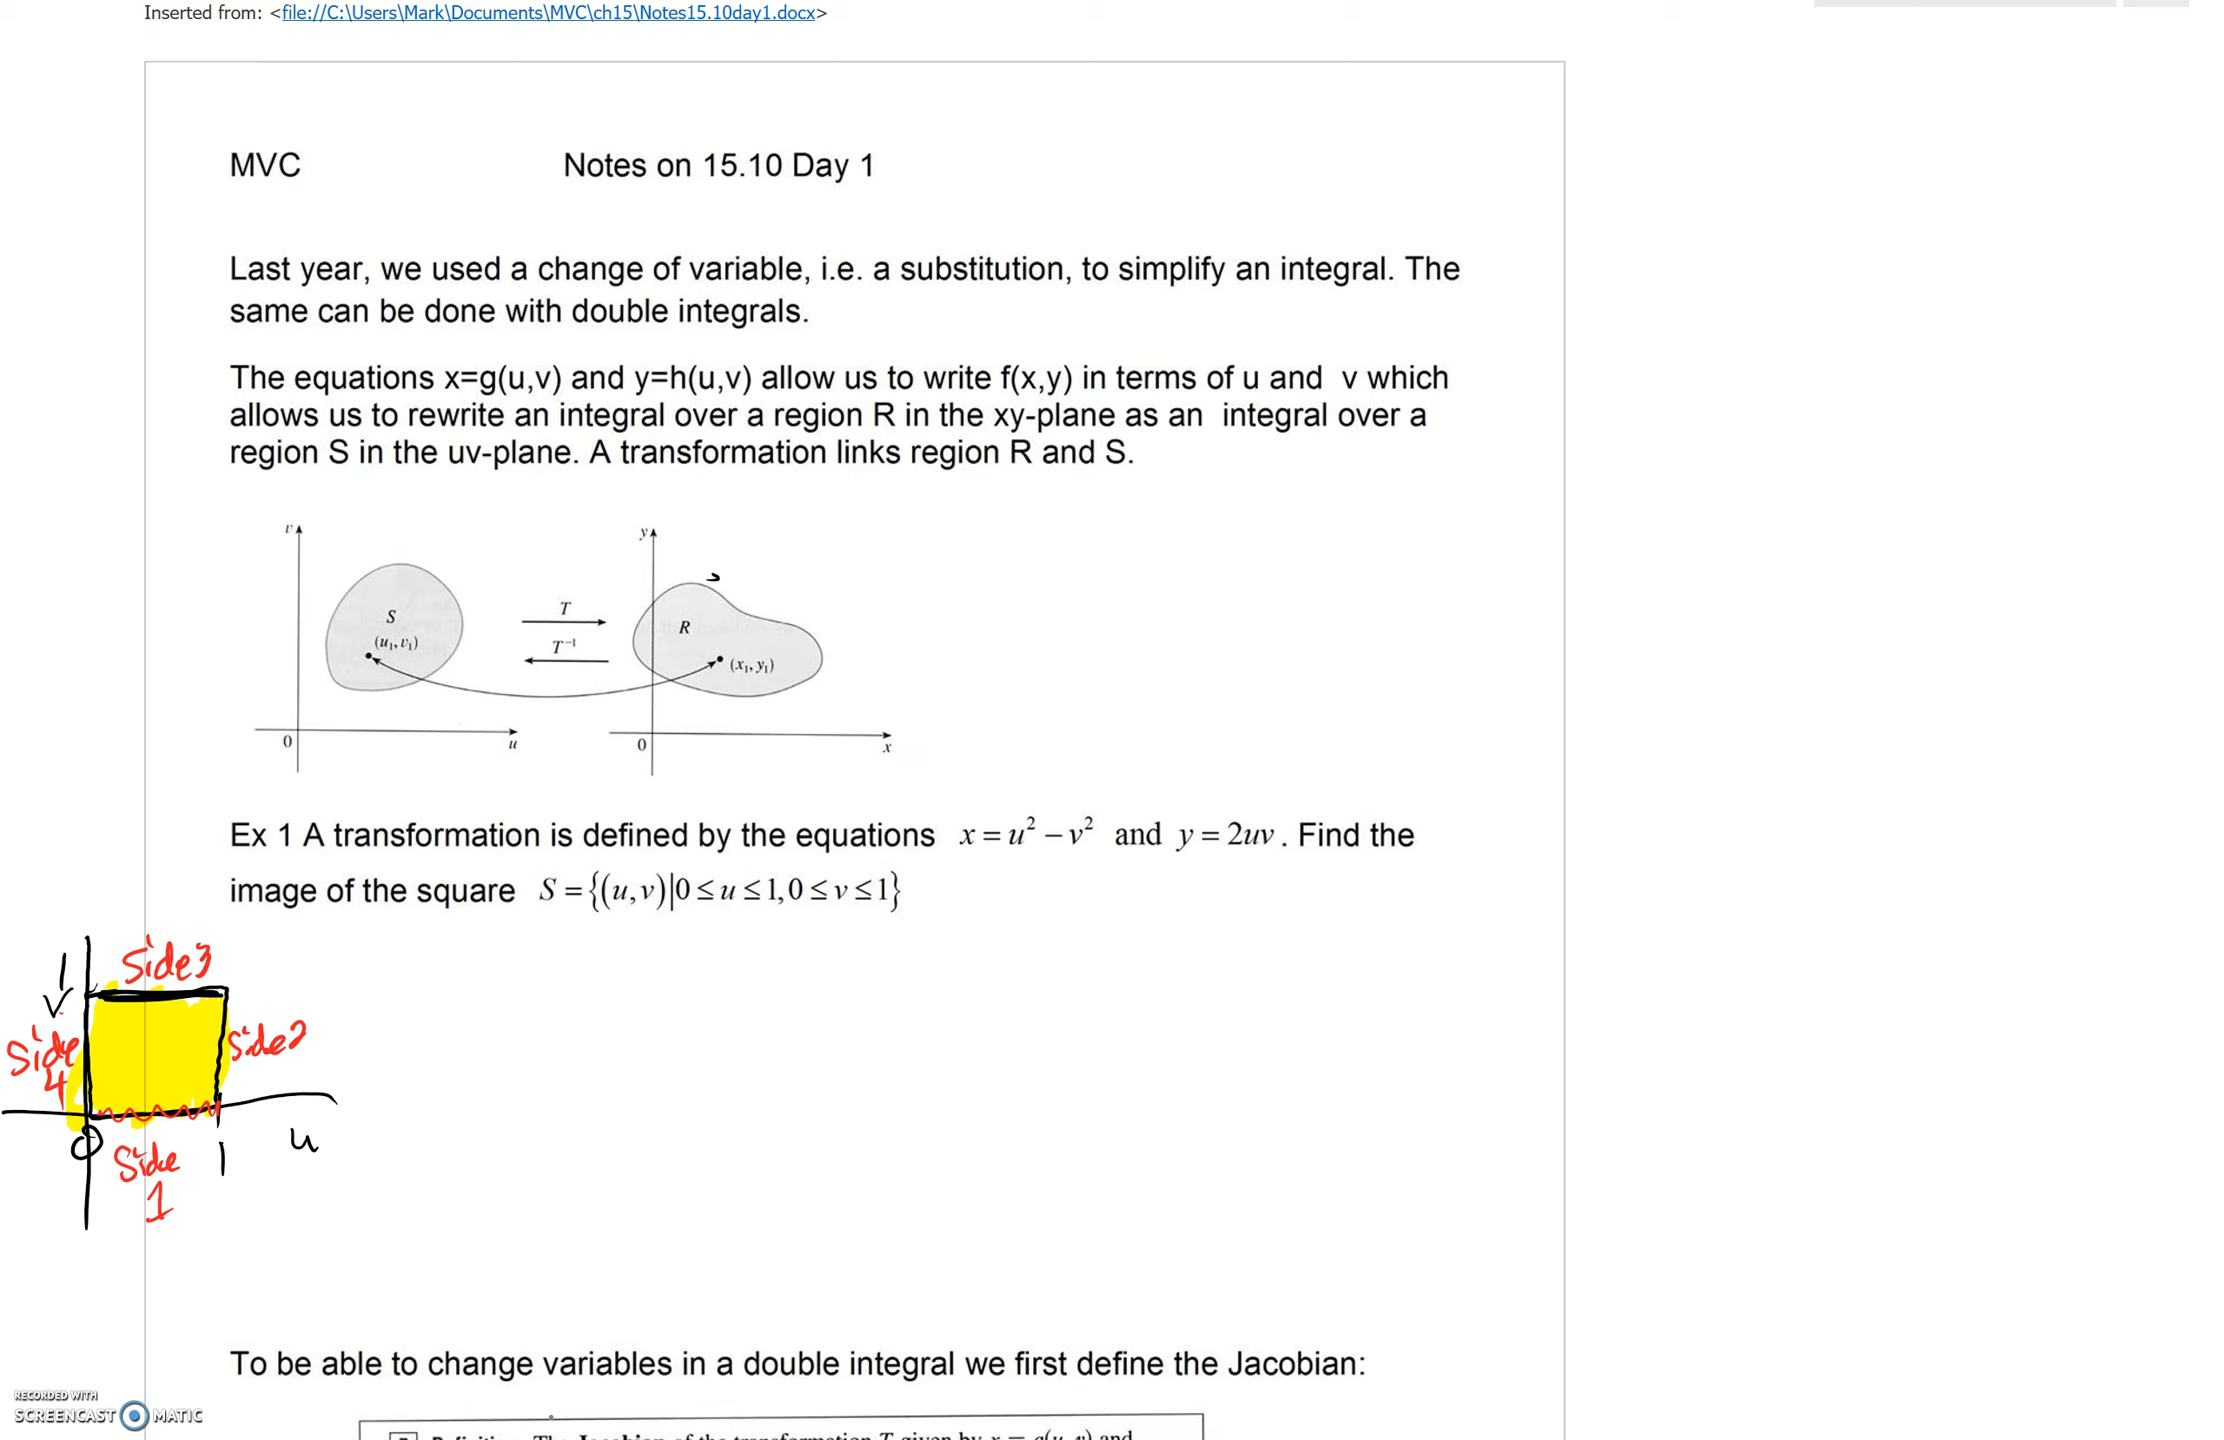 Inserted from: <file://C:\Users\Mark\Documents\MVC\ch15\Notes15.10day1.docx>
MVC Notes on 15.10 Day 1
Last year, we used a change of variable, i.e. a substitution, to simplify an integral. The
same can be done with double integrals.
The equations x=g(u,v) and y=h(u,v) allow us to write f(x,y) in terms of u and v which
allows us to rewrite an integral over a region R in the xy-plane as an integral over a
region S in the uv-plane. A transformation links region R and S.
v
S
(u₁, v₁)
0
u
T
T⁻¹
y
R
(x₁, y₁)
0
x
Ex 1 A transformation is defined by the equations x = u² − v² and y = 2uv. Find the
image of the square S = {(u,v)|0 ≤ u ≤ 1, 0 ≤ v ≤ 1}
1
v
Side3
Side2
Side
4
0
Side
1
1
u
To be able to change variables in a double integral we first define the Jacobian:
RECORDED WITH
SCREENCAST MATIC